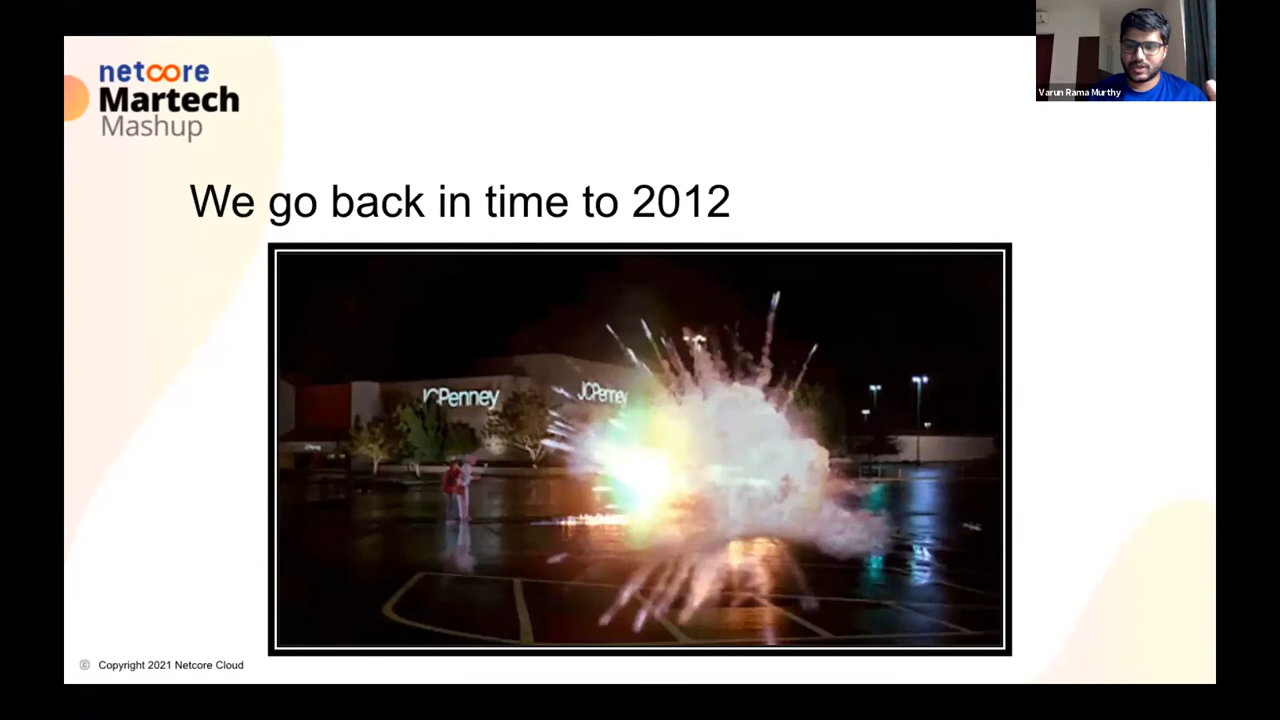 netcore
Martech
Mashup
Varun Rama Murthy
We go back in time to 2012
JCPenney
JCPenney
© Copyright 2021 Netcore Cloud